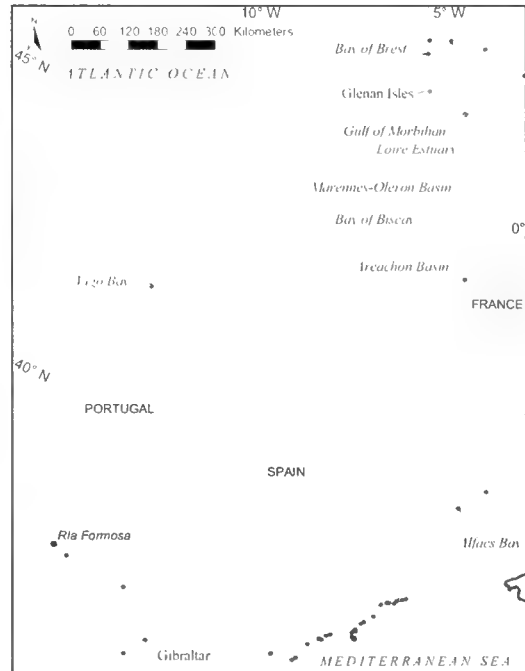 10° W 5° W
N
0 60 120 180 240 300 Kilometers
45° N
ATLANTIC OCEAN
Bay of Brest
Glenan Isles
Gulf of Morbihan
Loire Estuary
Marennes-Oleron Basin
Bay of Biscay
0°
Arcachon Basin
Vigo Bay
FRANCE
40° N
PORTUGAL
SPAIN
Ria Formosa
Alfacs Bay
Gibraltar
MEDITERRANEAN SEA